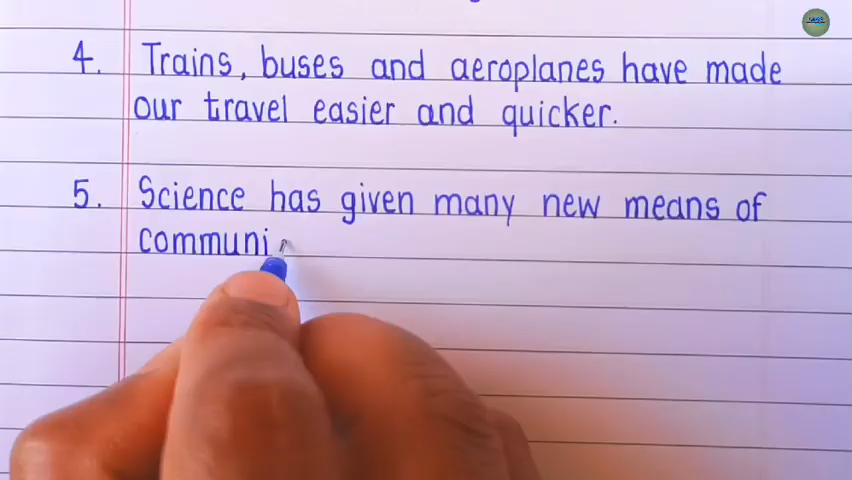 4. Trains, buses and aeroplanes have made
our travel easier and quicker.
5. Science has given many new means of
communi